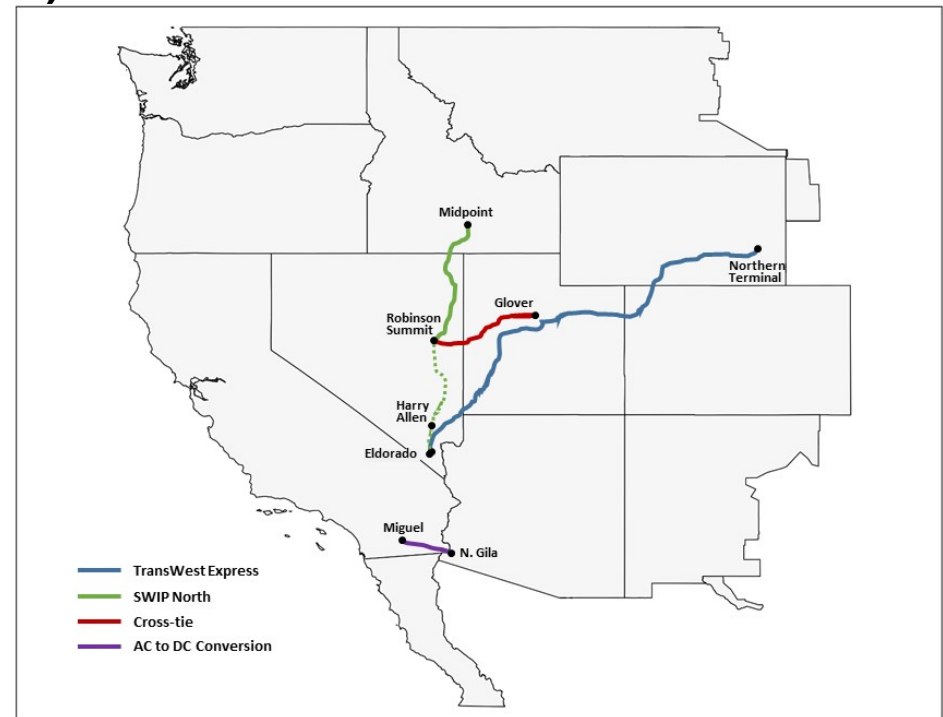 Midpoint
Northern
Terminal
Glover
Robinson
Summit
Harry
Allen
Eldorado
Miguel
N. Gila
TransWest Express
SWIP North
Cross-tie
AC to DC Conversion